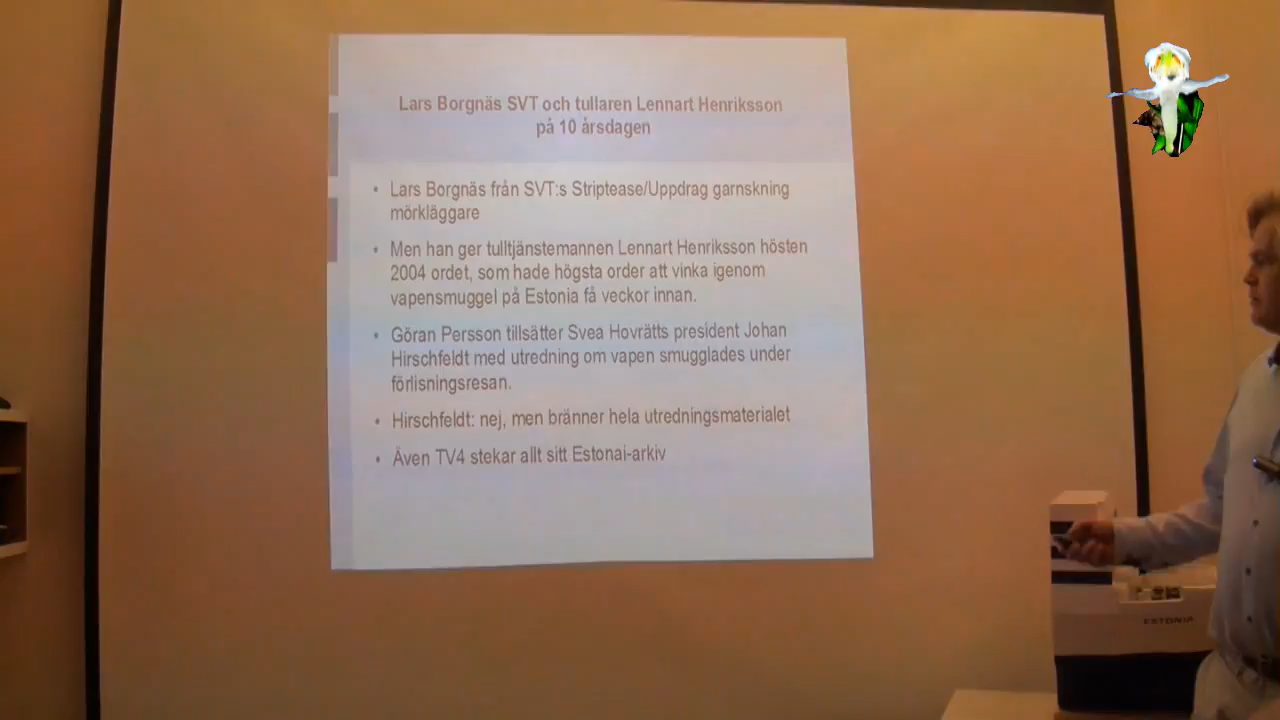 Lars Borgnäs SVT och tullaren Lennart Henriksson
på 10 årsdagen
• Lars Borgnäs från SVT:s Striptease/Uppdrag garnskning
mörkläggare
• Men han ger tulltjänstemannen Lennart Henriksson hösten
2004 ordet, som hade högsta order att vinka igenom
vapensmuggel på Estonia få veckor innan.
• Göran Persson tillsätter Svea Hovrätts president Johan
Hirschfeldt med utredning om vapen smugglades under
förlisningsresan.
• Hirschfeldt: nej, men bränner hela utredningsmaterialet
• Även TV4 stekar allt sitt Estonai-arkiv
ESTONIA